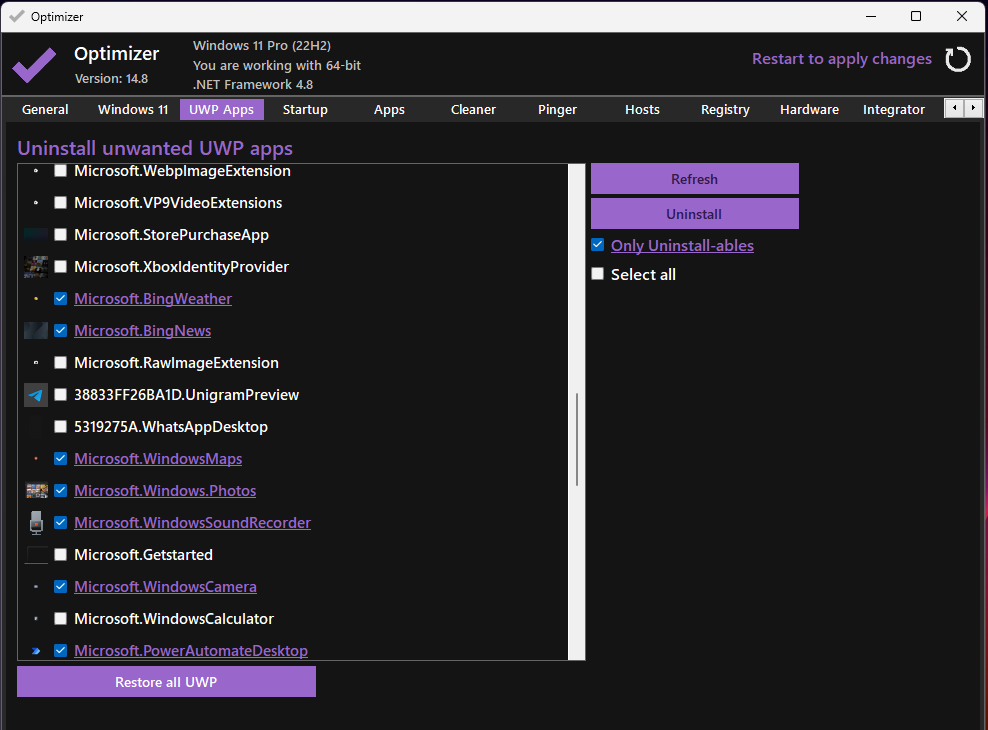 Optimizer
Optimizer
Version: 14.8
Windows 11 Pro (22H2)
You are working with 64-bit
.NET Framework 4.8
Restart to apply changes
General Windows 11 UWP Apps Startup Apps Cleaner Pinger Hosts Registry Hardware Integrator
Uninstall unwanted UWP apps
Microsoft.WebpImageExtension
Microsoft.VP9VideoExtensions
Microsoft.StorePurchaseApp
Microsoft.XboxIdentityProvider
Microsoft.BingWeather
Microsoft.BingNews
Microsoft.RawImageExtension
38833FF26BA1D.UnigramPreview
5319275A.WhatsAppDesktop
Microsoft.WindowsMaps
Microsoft.Windows.Photos
Microsoft.WindowsSoundRecorder
Microsoft.Getstarted
Microsoft.WindowsCamera
Microsoft.WindowsCalculator
Microsoft.PowerAutomateDesktop
Refresh
Uninstall
Only Uninstall-ables
Select all
Restore all UWP